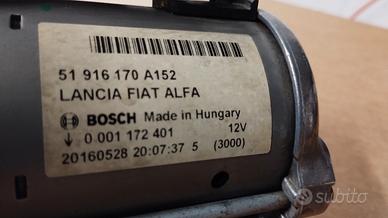 51 916 170 A152
LANCIA FIAT ALFA
BOSCH Made in Hungary
↓ 0 001 172 401 12V
20160528 20:07:37 5 (3000)
subito